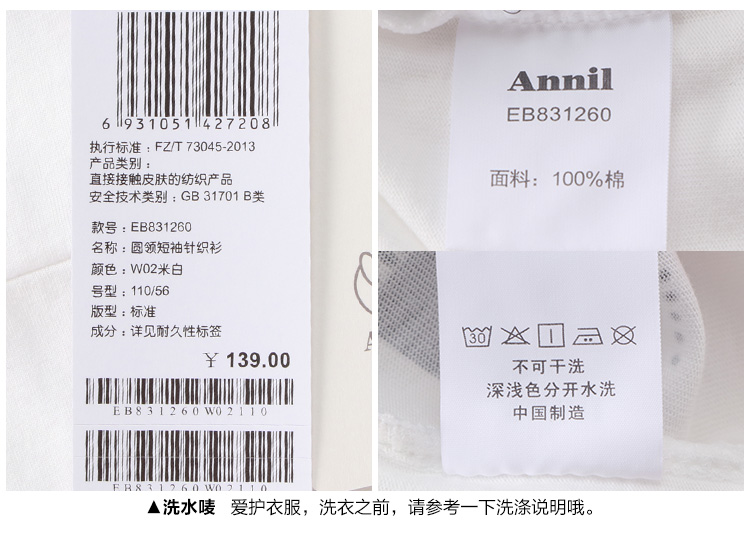 6 931051 427208
执行标准：FZ/T 73045-2013
产品类别：
直接接触皮肤的纺织产品
安全技术类别：GB 31701 B类
款号：EB831260
名称：圆领短袖针织衫
颜色：W02米白
号型：110/56
版型：标准
成分：详见耐久性标签
￥ 139.00
EB831260W02110
EB831260W02110
Annil
EB831260
面料：100%棉
30
不可干洗
深浅色分开水洗
中国制造
▲洗水唛 爱护衣服，洗衣之前，请参考一下洗涤说明哦。